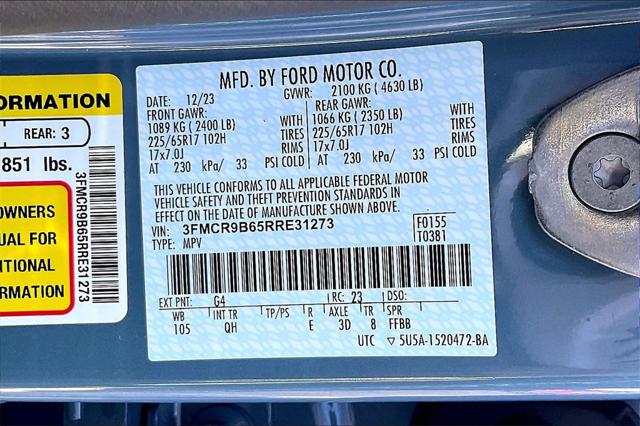 ORMATION
REAR: 3
851 lbs.
OWNERS
UAL FOR
ITIONAL
RMATION
3FMCR9B65RRE31273
MFD. BY FORD MOTOR CO.
DATE: 12/23 GVWR: 2100 KG ( 4630 LB)
FRONT GAWR: REAR GAWR:
1089 KG ( 2400 LB) 1066 KG ( 2350 LB)
225/65R17 102H TIRES 225/65R17 102H TIRES
17x7.0J RIMS 17x7.0J RIMS
AT 230 kPa/ 33 PSI COLD AT 230 kPa/ 33 PSI COLD
THIS VEHICLE CONFORMS TO ALL APPLICABLE FEDERAL MOTOR
VEHICLE SAFETY AND THEFT PREVENTION STANDARDS IN
EFFECT ON THE DATE OF MANUFACTURE SHOWN ABOVE.
VIN: 3FMCR9B65RRE31273 F0155
TYPE: MPV T0381
EXT PNT: G4 RC: 23 DSO:
WB INT TR TP/PS R AXLE TR SPR
105 QH E 3D 8 FFBB
UTC 5U5A-1520472-BA